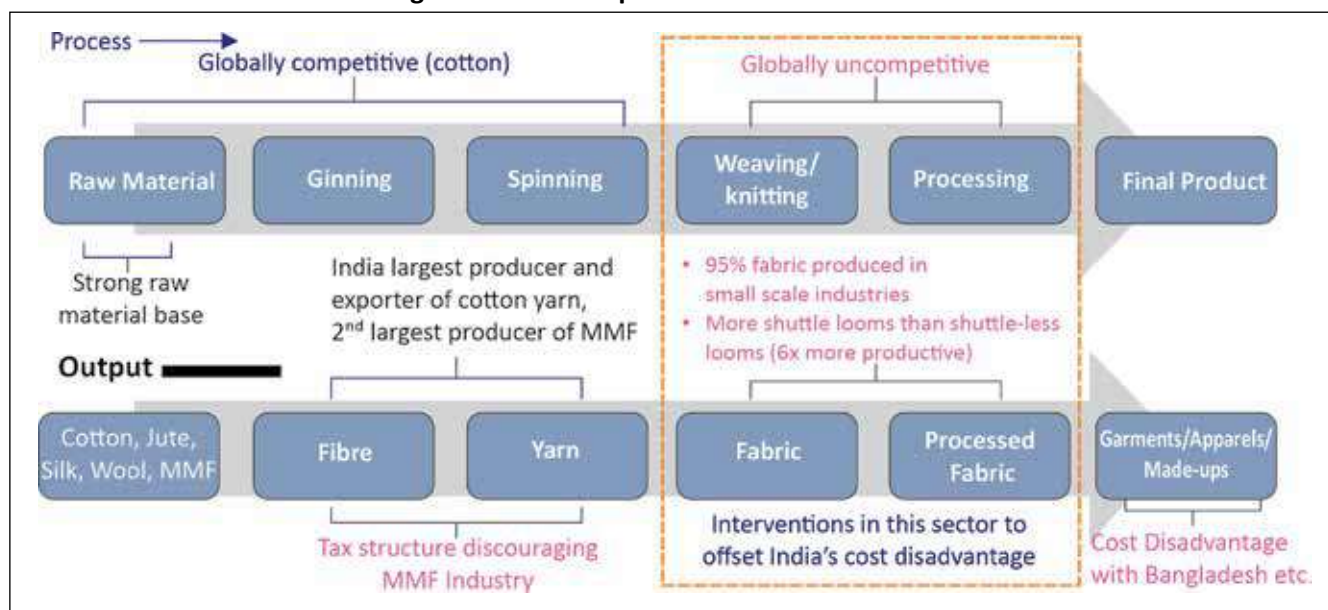 Process
Globally competitive (cotton)
Globally uncompetitive
Raw Material
Ginning
Spinning
Weaving/
knitting
Processing
Final Product
Strong raw
material base
India largest producer and
exporter of cotton yarn,
2nd largest producer of MMF
• 95% fabric produced in
small scale industries
• More shuttle looms than shuttle-less
looms (6x more productive)
Output
Cotton, Jute,
Silk, Wool, MMF
Fibre
Yarn
Fabric
Processed
Fabric
Garments/Apparels/
Made-ups
Tax structure discouraging
MMF Industry
Interventions in this sector to
offset India's cost disadvantage
Cost Disadvantage
with Bangladesh etc.